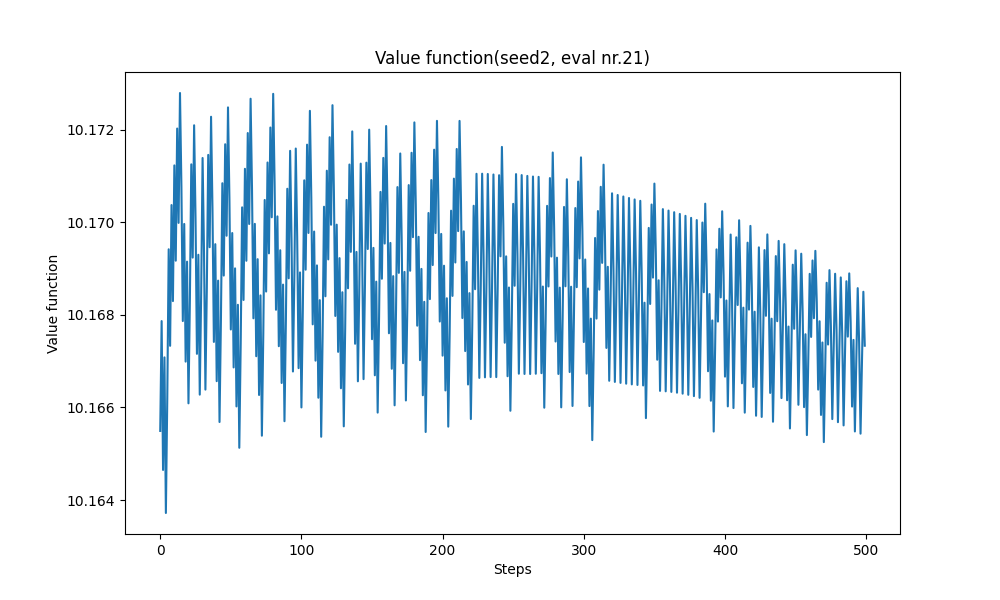 Value function(seed2, eval nr.21)
10.172
10.170
10.168
10.166
10.164
Value function
0 100 200 300 400 500
Steps